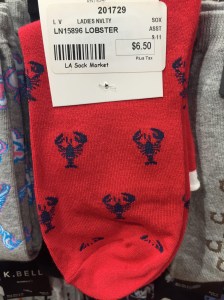 201729
LADIES NVLTY SOX
LN15896 LOBSTER ASST
9-11
$6.50
LA Sock Market Plus Tax
K.BELL